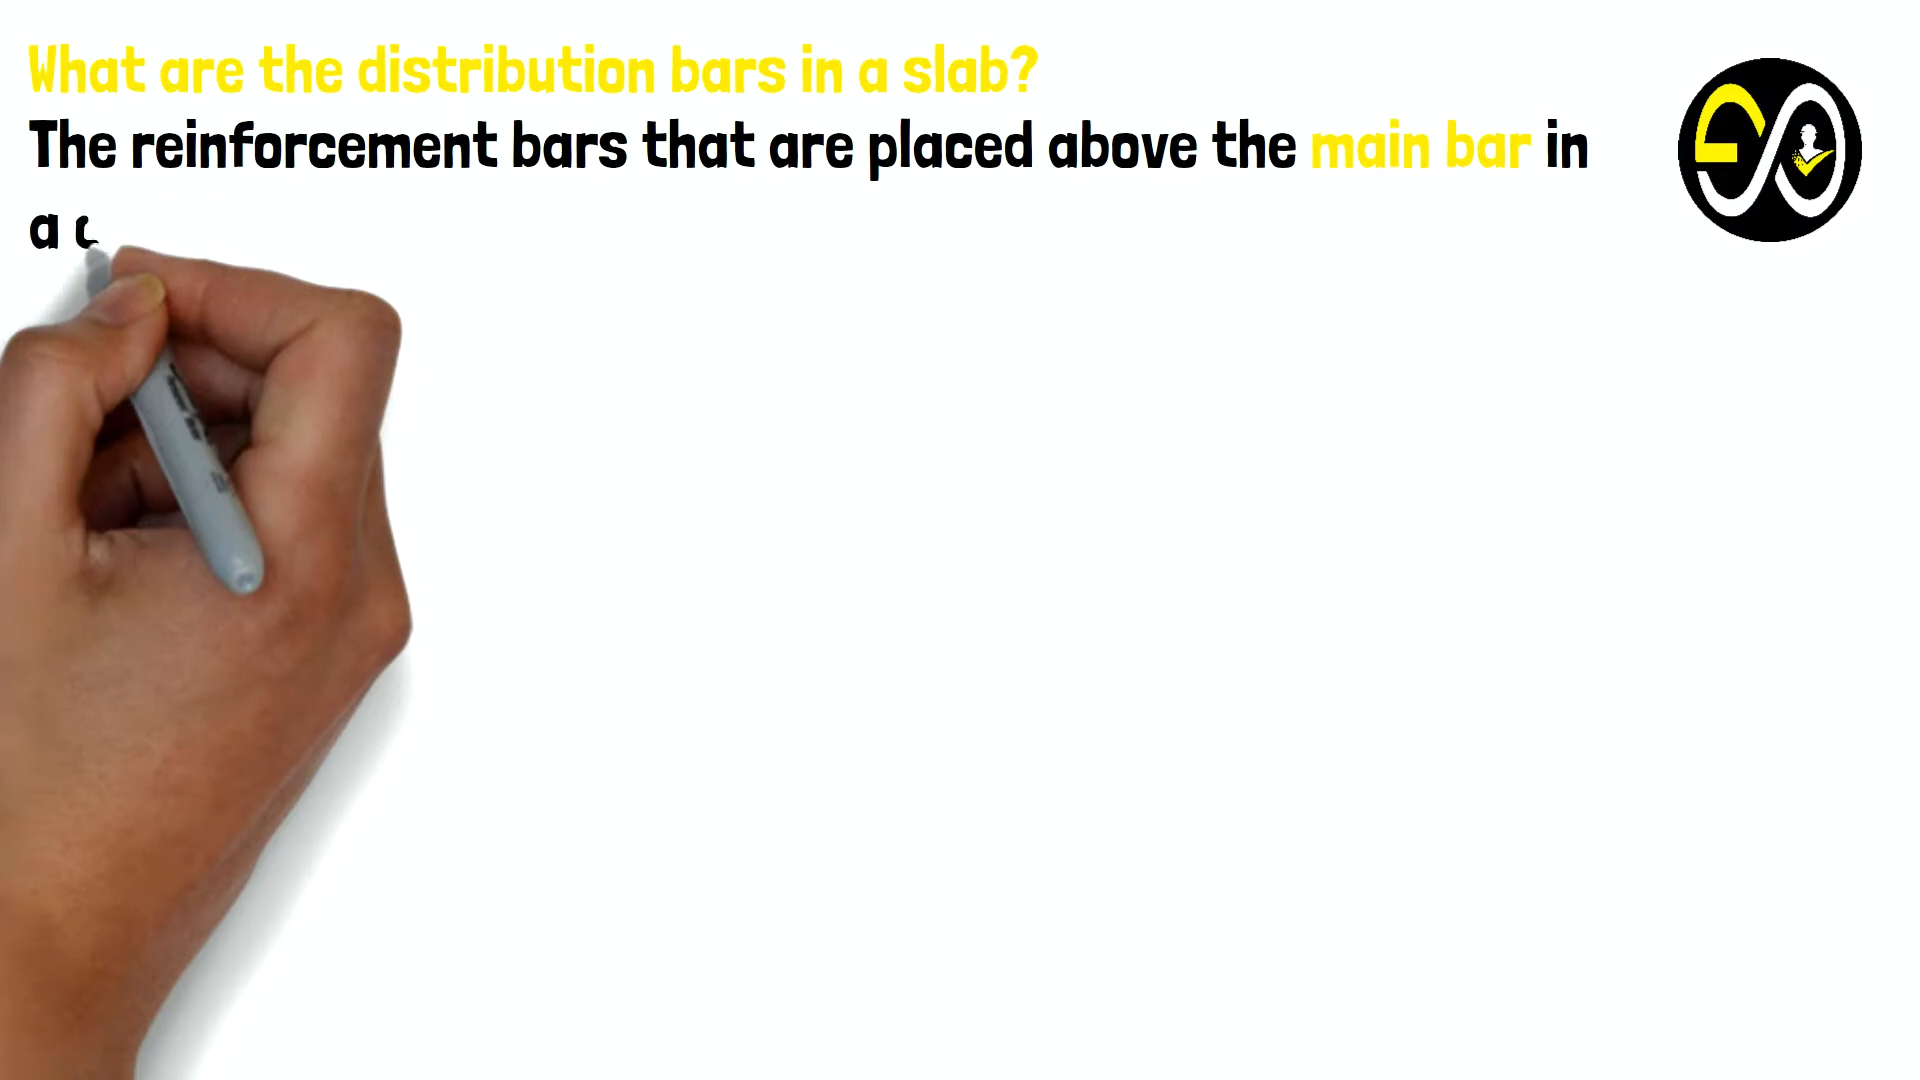 What are the distribution bars in a slab?
The reinforcement bars that are placed above the main bar in
a